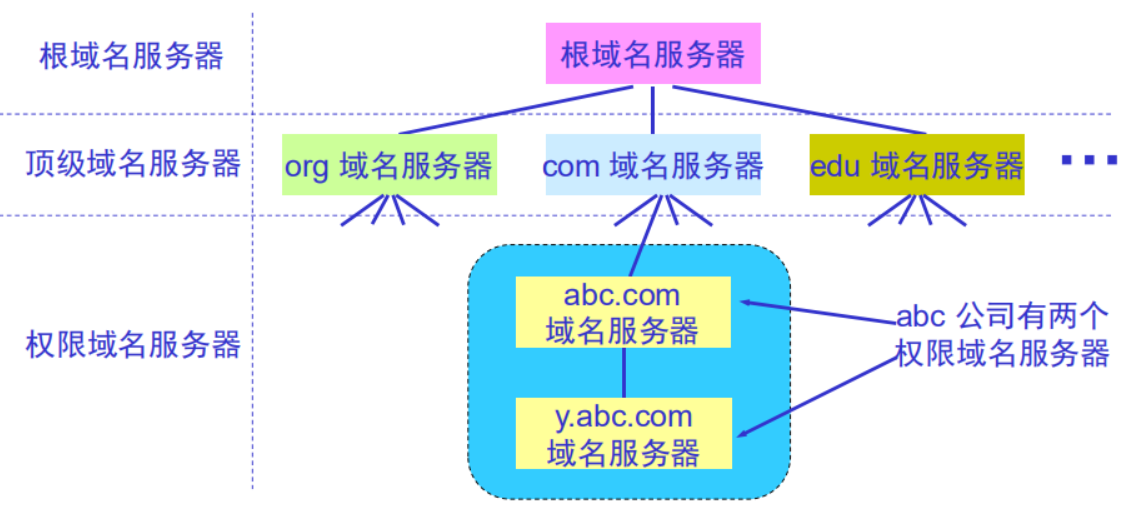 根域名服务器
根域名服务器
顶级域名服务器
org 域名服务器
com 域名服务器
edu 域名服务器
权限域名服务器
abc.com
域名服务器
y.abc.com
域名服务器
abc 公司有两个
权限域名服务器